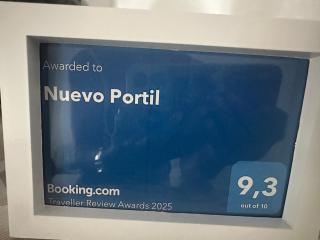 Awarded to
Nuevo Portil
Booking.com
Traveller Review Awards 2025
9,3
out of 10